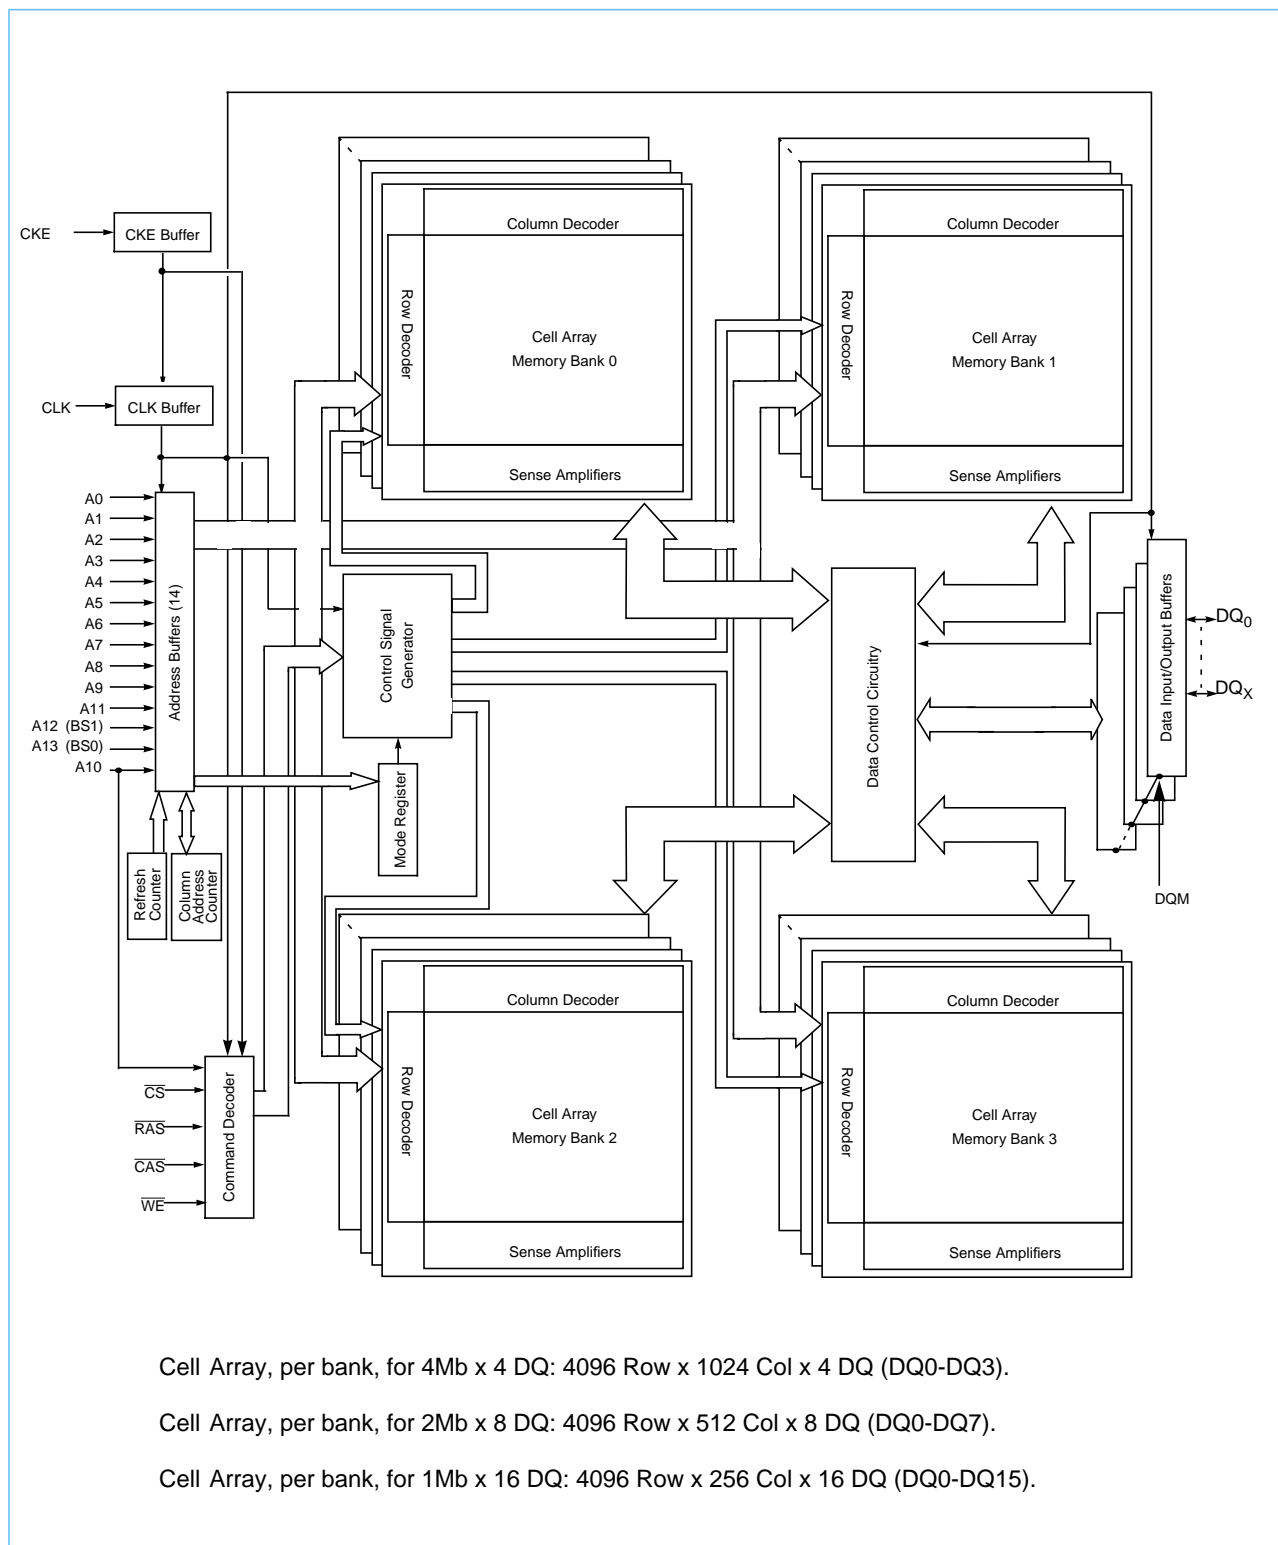 Column Decoder
Row Decoder
Cell Array
Memory Bank 0
Sense Amplifiers
Column Decoder
Row Decoder
Cell Array
Memory Bank 1
Sense Amplifiers
CKE
CKE Buffer
CLK
CLK Buffer
A0
A1
A2
A3
A4
A5
A6
A7
A8
A9
A11
A12 (BS1)
A13 (BS0)
A10
Address Buffers (14)
Control Signal
Generator
Mode Register
Refresh
Counter
Column
Address
Counter
Data Control Circuitry
Data Input/Output Buffers
DQ0
DQX
DQM
CS
RAS
CAS
WE
Command Decoder
Column Decoder
Row Decoder
Cell Array
Memory Bank 2
Sense Amplifiers
Column Decoder
Row Decoder
Cell Array
Memory Bank 3
Sense Amplifiers
Cell Array, per bank, for 4Mb x 4 DQ: 4096 Row x 1024 Col x 4 DQ (DQ0-DQ3).
Cell Array, per bank, for 2Mb x 8 DQ: 4096 Row x 512 Col x 8 DQ (DQ0-DQ7).
Cell Array, per bank, for 1Mb x 16 DQ: 4096 Row x 256 Col x 16 DQ (DQ0-DQ15).